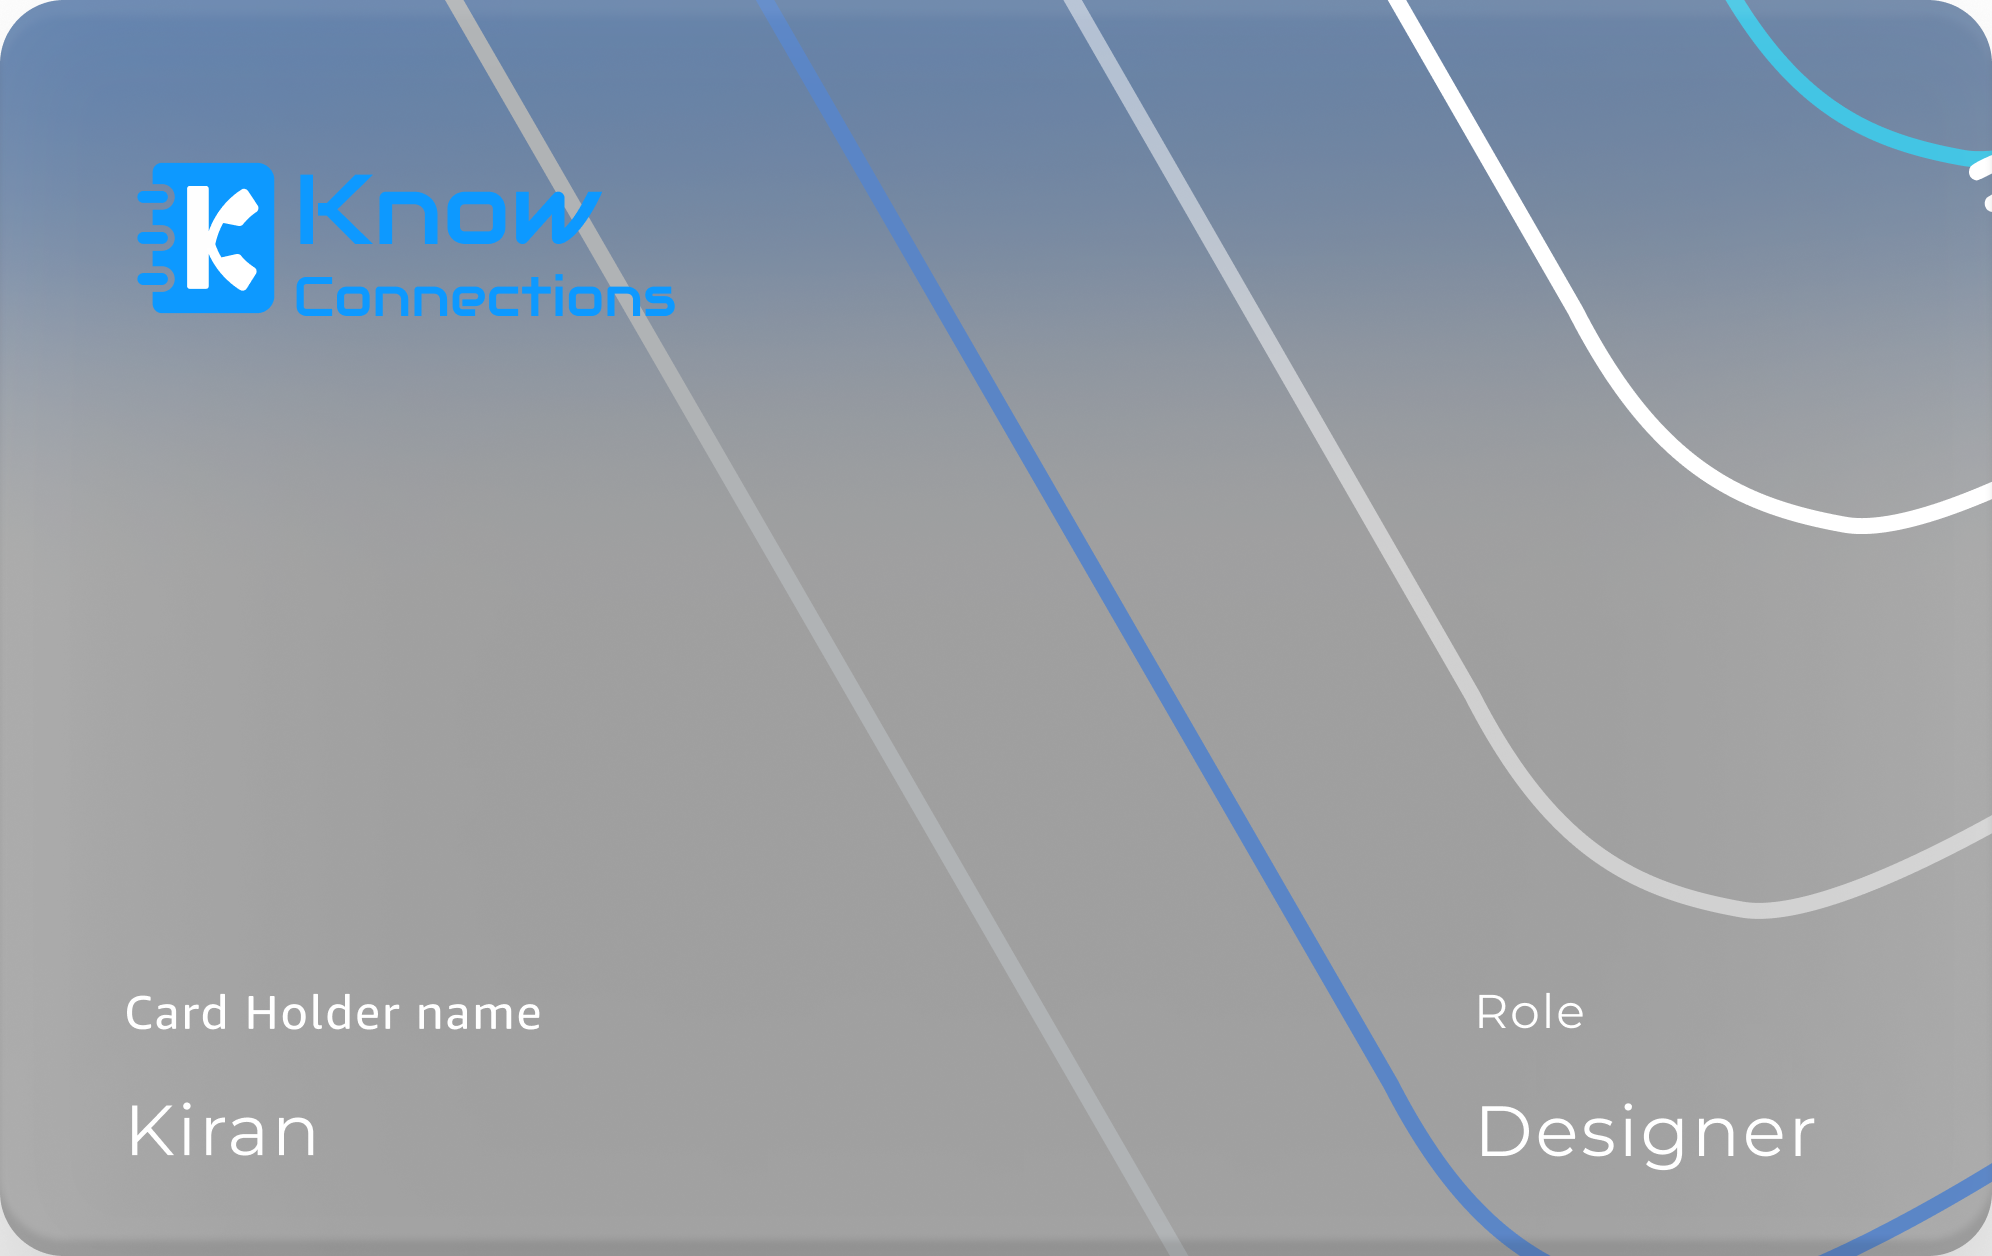 Know
Connections
Card Holder name
Kiran
Role
Designer